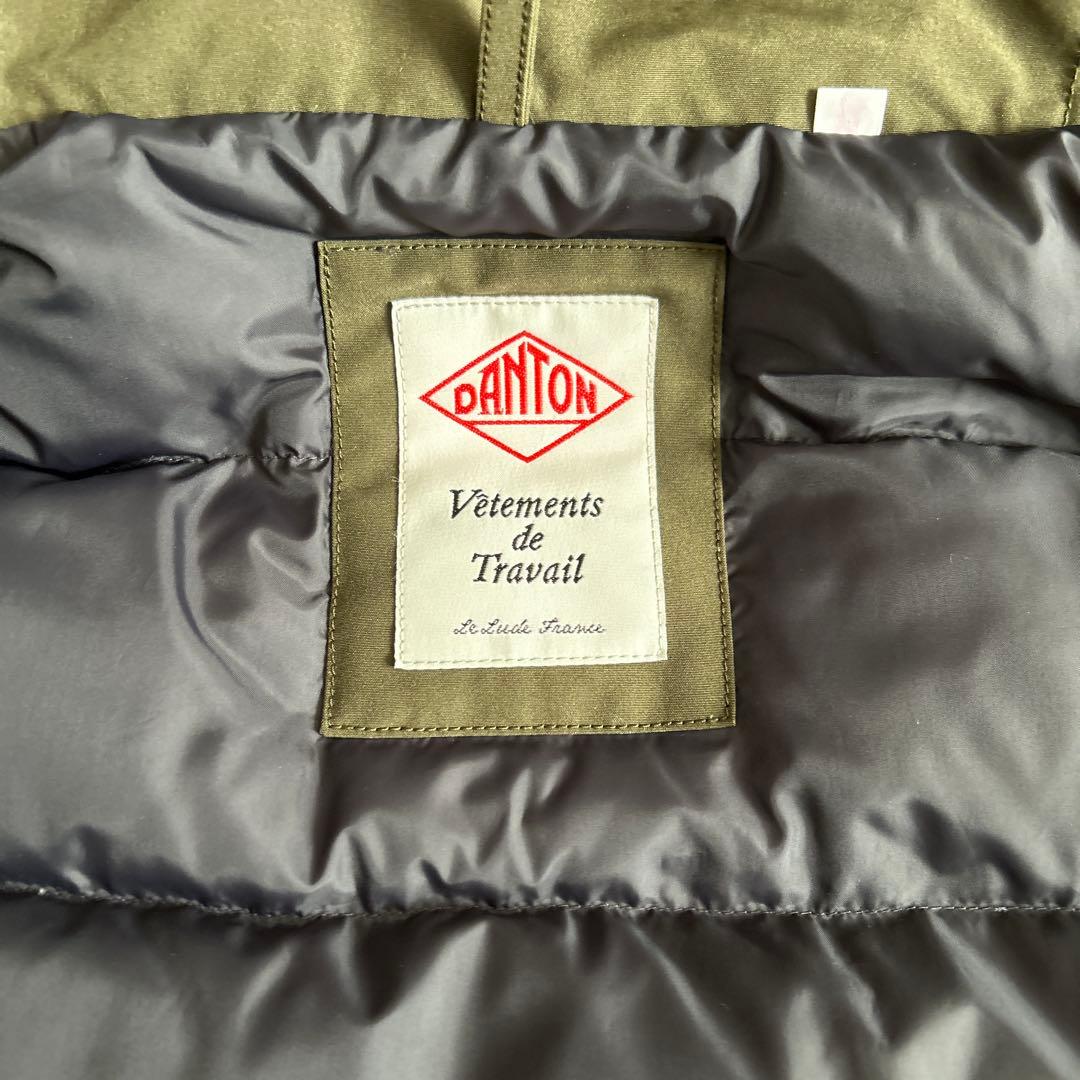 DANTON
Vêtements
de
Travail
Le Lude France